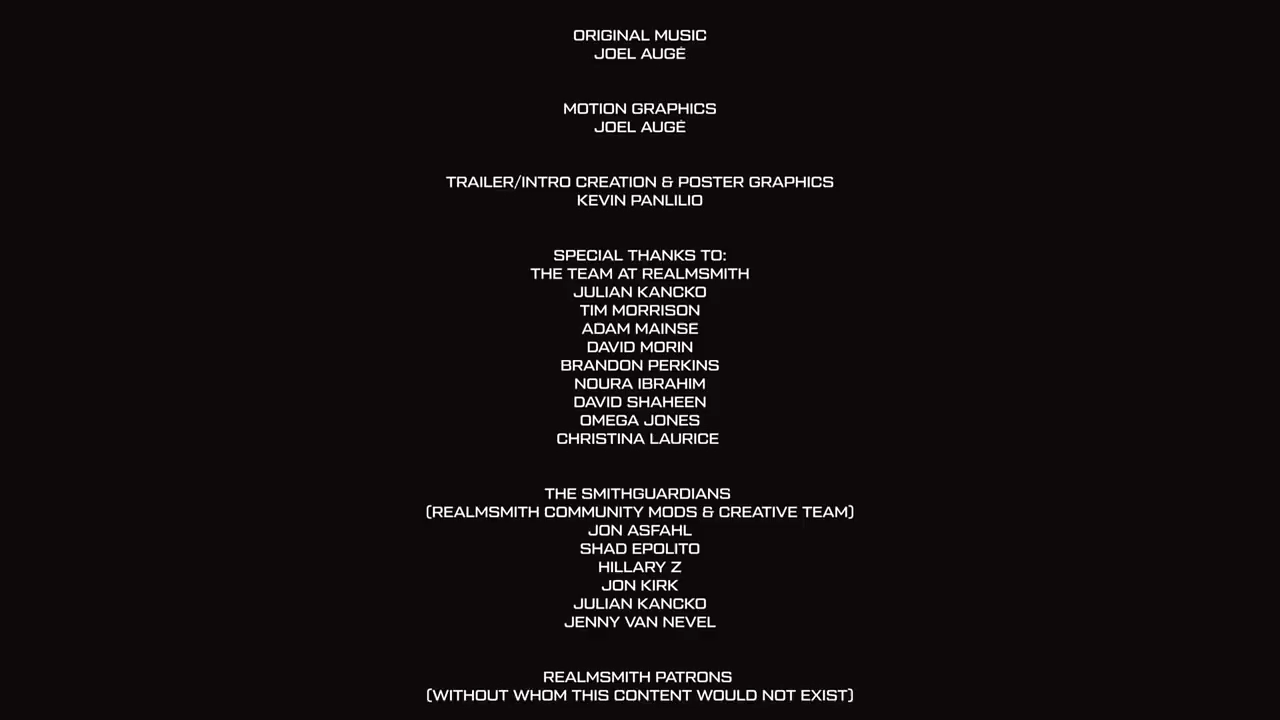 ORIGINAL MUSIC
JOEL AUGÉ
MOTION GRAPHICS
JOEL AUGÉ
TRAILER/INTRO CREATION & POSTER GRAPHICS
KEVIN PANLILIO
SPECIAL THANKS TO:
THE TEAM AT REALMSMITH
JULIAN KANCKO
TIM MORRISON
ADAM MAINSE
DAVID MORIN
BRANDON PERKINS
NOURA IBRAHIM
DAVID SHAHEEN
OMEGA JONES
CHRISTINA LAURICE
THE SMITHGUARDIANS
(REALMSMITH COMMUNITY MODS & CREATIVE TEAM)
JON ASFAHL
SHAD EPOLITO
HILLARY Z
JON KIRK
JULIAN KANCKO
JENNY VAN NEVEL
REALMSMITH PATRONS
(WITHOUT WHOM THIS CONTENT WOULD NOT EXIST)